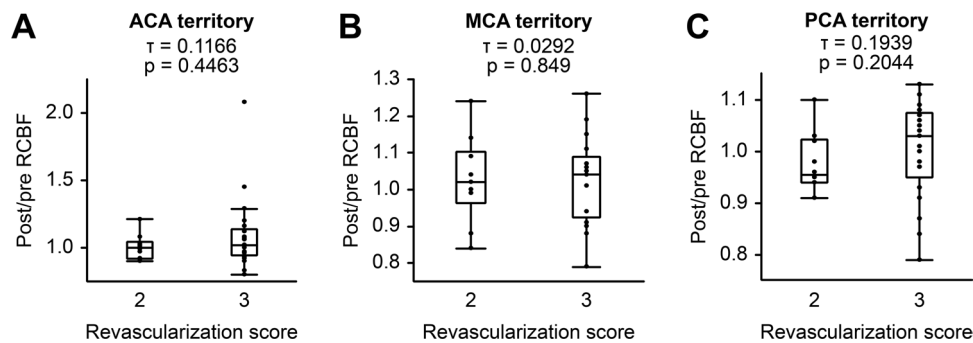 A
ACA territory
τ = 0.1166
p = 0.4463
Post/pre RCBF
2.0
1.5
1.0
2 3
Revascularization score
B
MCA territory
τ = 0.0292
p = 0.849
Post/pre RCBF
1.3
1.2
1.1
1.0
0.9
0.8
2 3
Revascularization score
C
PCA territory
τ = 0.1939
p = 0.2044
Post/pre RCBF
1.1
1.0
0.9
0.8
2 3
Revascularization score